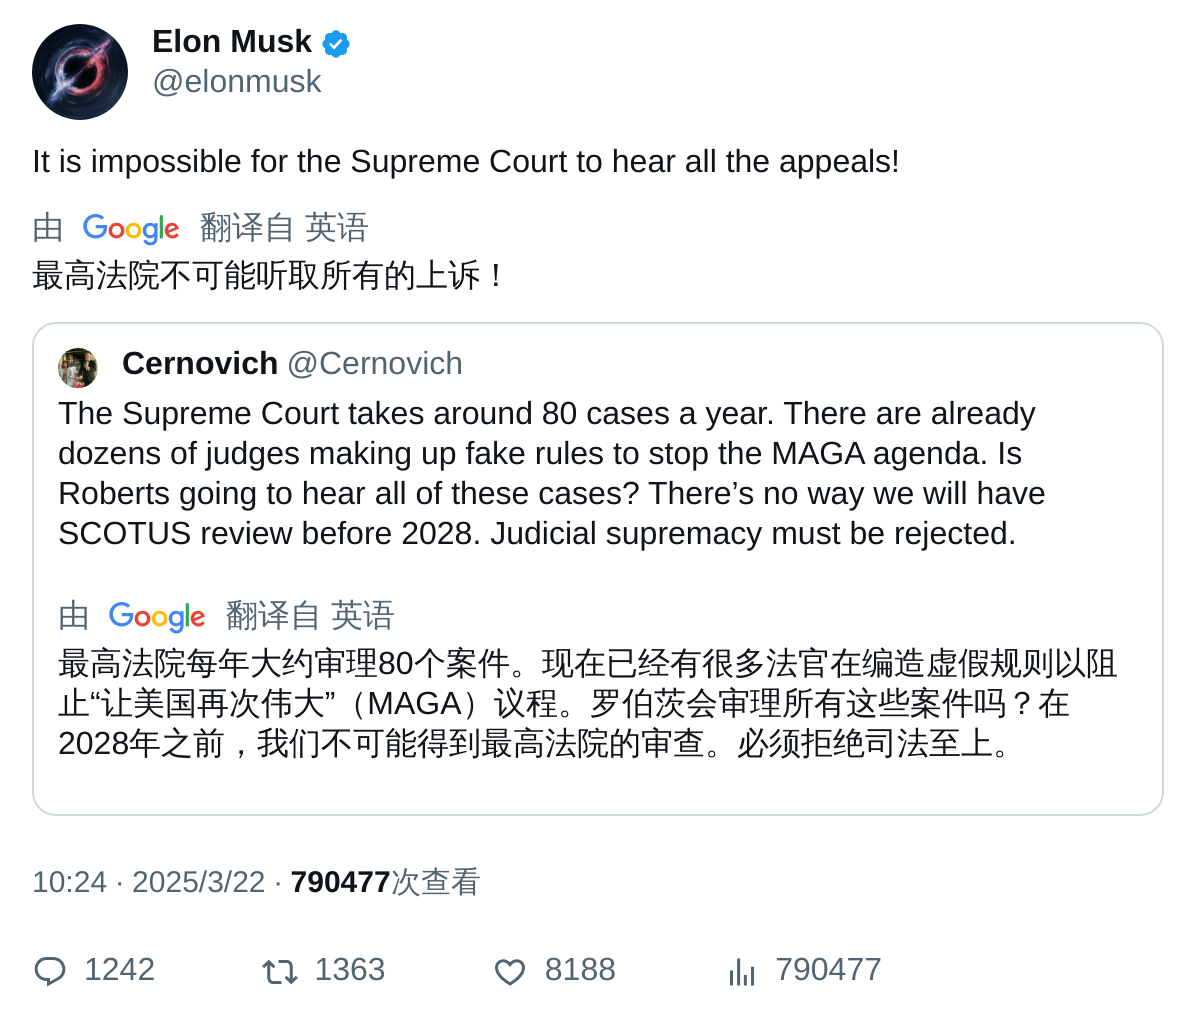 Elon Musk
@elonmusk
It is impossible for the Supreme Court to hear all the appeals!
由 Google 翻译自 英语
最高法院不可能听取所有的上诉！
Cernovich @Cernovich
The Supreme Court takes around 80 cases a year. There are already
dozens of judges making up fake rules to stop the MAGA agenda. Is
Roberts going to hear all of these cases? There’s no way we will have
SCOTUS review before 2028. Judicial supremacy must be rejected.
由 Google 翻译自 英语
最高法院每年大约审理80个案件。现在已经有很多法官在编造虚假规则以阻
止“让美国再次伟大”（MAGA）议程。罗伯茨会审理所有这些案件吗？在
2028年之前，我们不可能得到最高法院的审查。必须拒绝司法至上。
10:24 · 2025/3/22 · 790477次查看
1242 1363 8188 790477